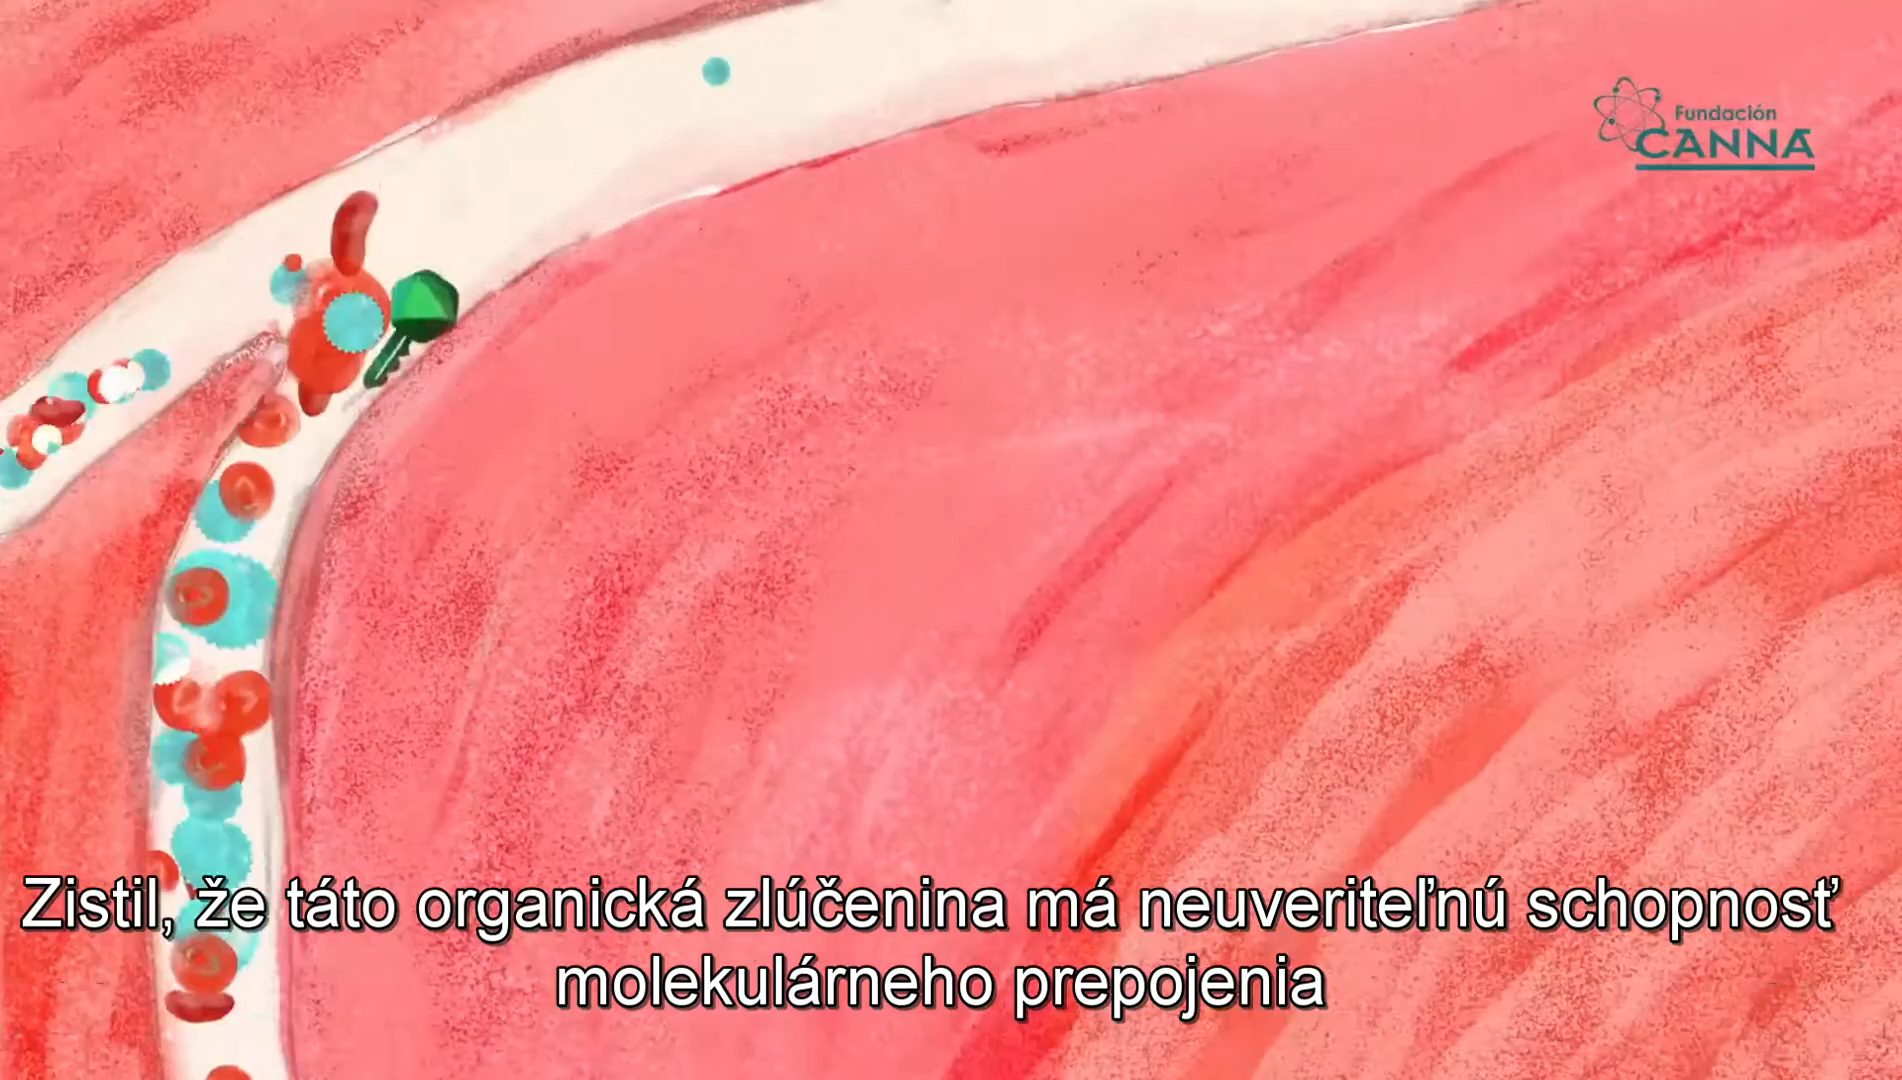 Fundación
CANNA
Zistil, že táto organická zlúčenina má neuveriteľnú schopnosť
molekulárneho prepojenia